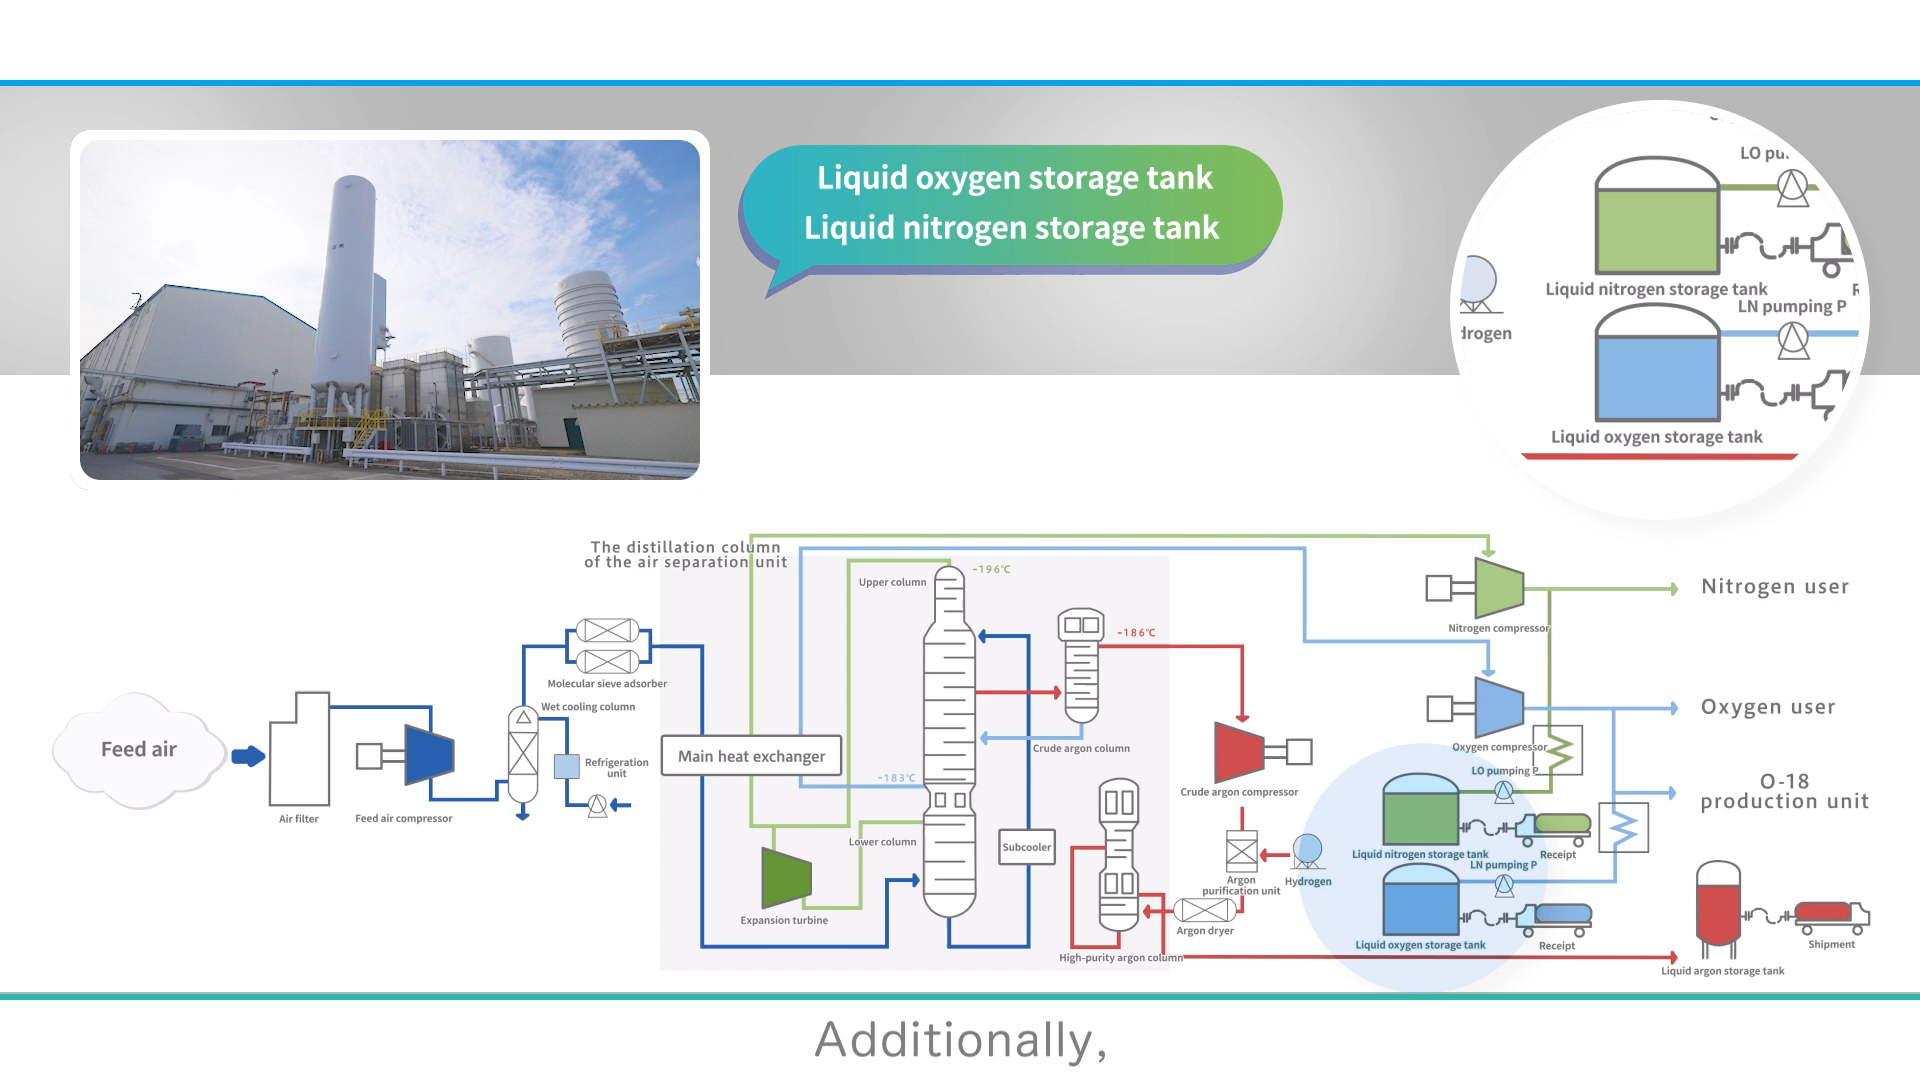 Liquid oxygen storage tank
Liquid nitrogen storage tank
LO pu
Liquid nitrogen storage tank
LN pumping P
drogen
Liquid oxygen storage tank
The distillation column
of the air separation unit
Upper column
-196℃
-186℃
Nitrogen user
Nitrogen compressor
Molecular sieve adsorber
Wet cooling column
Oxygen user
Feed air
Main heat exchanger
Crude argon column
Oxygen compressor
Refrigeration
unit
-183℃
LO pumping P
O-18
production unit
Crude argon compressor
Air filter
Feed air compressor
Lower column
Subcooler
Liquid nitrogen storage tank
Receipt
LN pumping P
Argon
purification unit
Hydrogen
Expansion turbine
Argon dryer
Liquid oxygen storage tank
Receipt
Shipment
High-purity argon column
Liquid argon storage tank
Additionally,